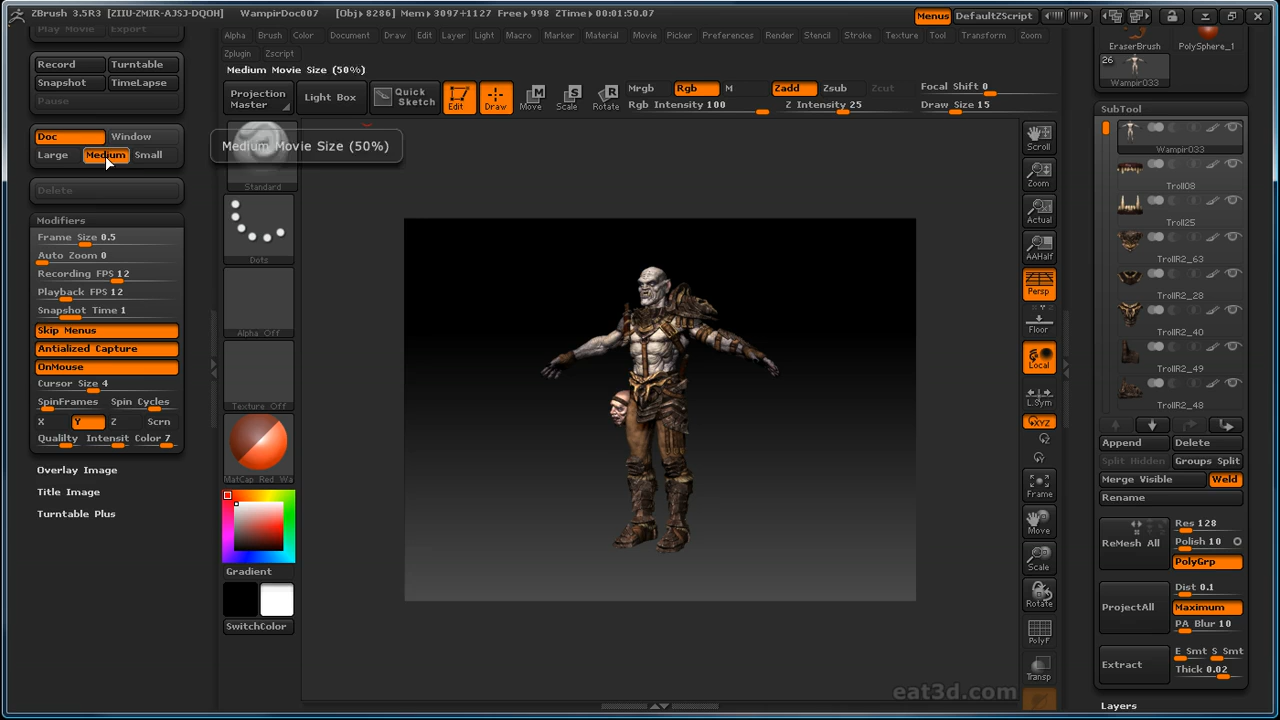 ZBrush 3.5R3 [ZIIU-ZMIR-AJSJ-DQOH] WampirDoc007 [Obj] 8286] Mem ▸ 3097+1127 Free ▸ 998 ZTime ▸ 00:01:50.07 Menus DefaultZScript
Play Movie Export
Record Turntable
Snapshot TimeLapse
Pause
Doc Window
Large Medium Small
Delete
Modifiers
Frame Size 0.5
Auto Zoom 0
Recording FPS 12
Playback FPS 12
Snapshot Time 1
Skip Menus
Antialized Capture
OnMouse
Cursor Size 4
SpinFrames Spin Cycles
X Y Z Scrn
Quailty Intensit Color 7
Overlay Image
Title Image
Turntable Plus
Alpha Brush Color Document Draw Edit Layer Light Macro Marker Material Movie Picker Preferences Render Stencil Stroke Texture Tool Transform Zoom
Zplugin Zscript
Medium Movie Size (50%)
Projection Master
Light Box
Quick Sketch
Edit Draw Move Scale Rotate
Mrgb Rgb M Zadd Zsub Zcut
Rgb Intensity 100 Z Intensity 25
Focal Shift 0
Draw Size 15
Medium Movie Size (50%)
Standard
Dots
Alpha Off
Texture Off
MatCap Red Wa
Gradient
SwitchColor
Scroll
Zoom
Actual
AAHalf
Persp
Floor
Local
L.Sym
XYZ
Frame
Move
Scale
Rotate
PolyF
Transp
EraserBrush PolySphere_1
26
Wampir033
SubTool
Wampir033
Troll08
Troll25
TrollR2_63
TrollR2_28
TrollR2_40
TrollR2_49
TrollR2_48
Append Delete
Split Hidden Groups Split
Merge Visible Weld
Rename
ReMesh All
Res 128
Polish 10
PolyGrp
ProjectAll
Dist 0.1
Maximum
PA Blur 10
Extract
E Smt S Smt
Thick 0.02
Layers
eat3d.com